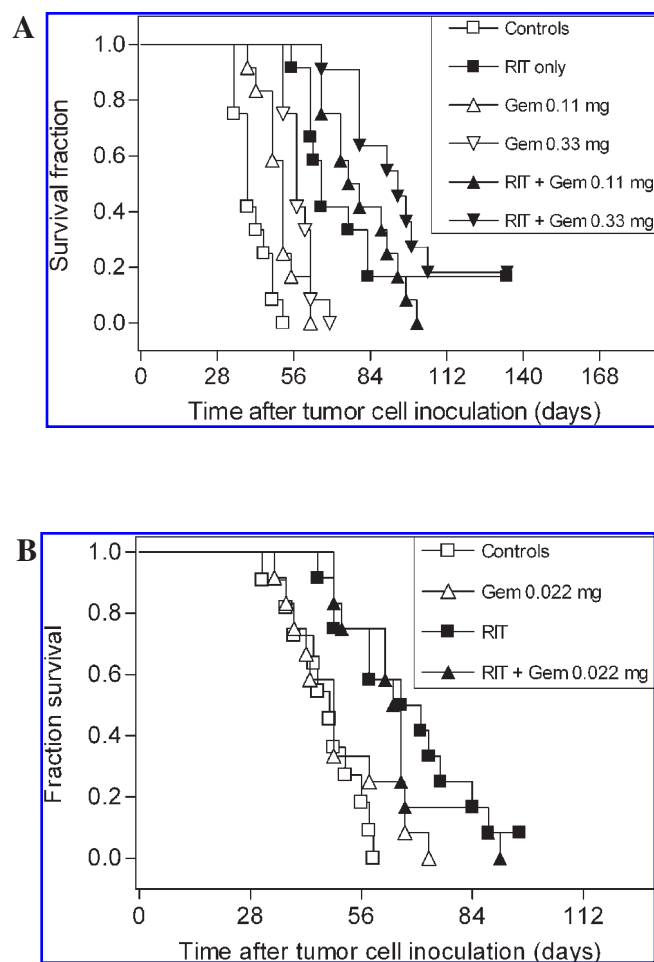 A
Controls
RIT only
Gem 0.11 mg
Gem 0.33 mg
RIT + Gem 0.11 mg
RIT + Gem 0.33 mg
Survival fraction
1.0
0.8
0.6
0.4
0.2
0.0
0 28 56 84 112 140 168
Time after tumor cell inoculation (days)
B
Controls
Gem 0.022 mg
RIT
RIT + Gem 0.022 mg
Fraction survival
1.0
0.8
0.6
0.4
0.2
0.0
0 28 56 84 112
Time after tumor cell inoculation (days)